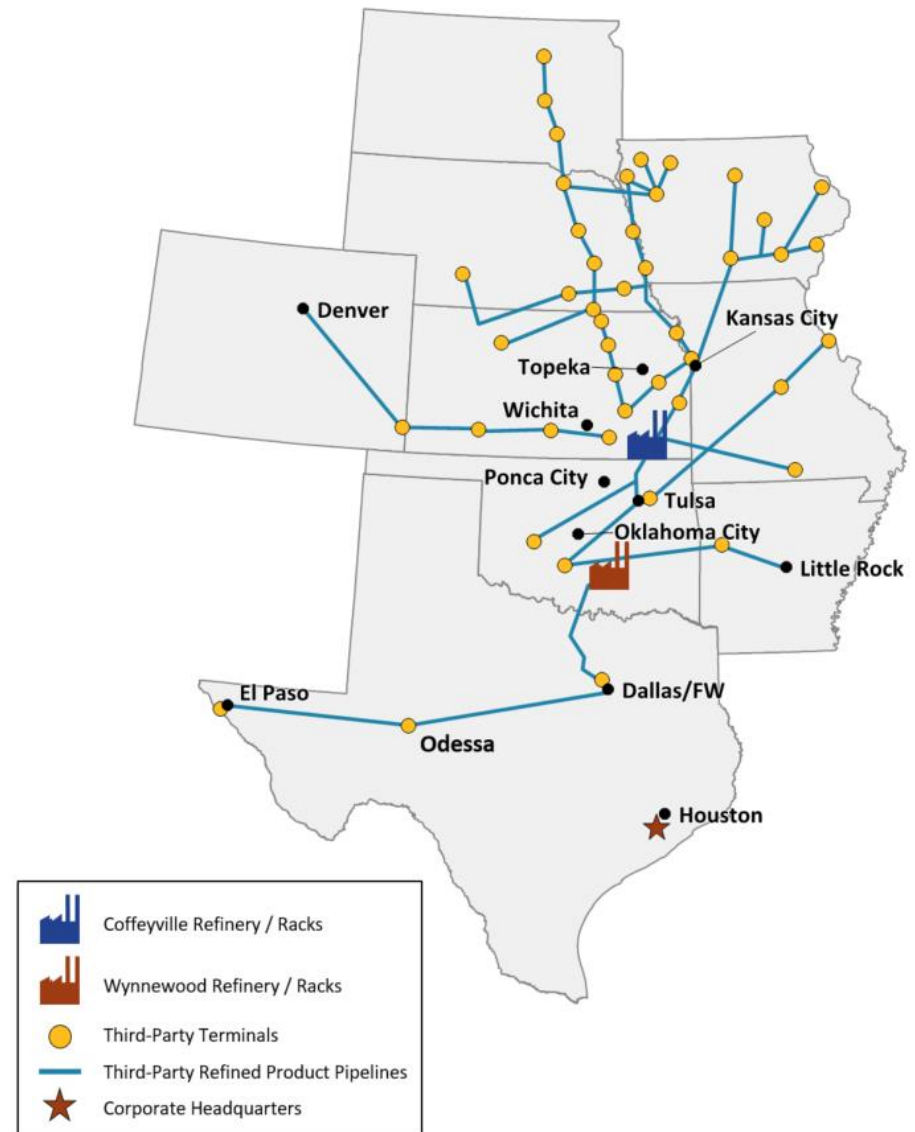 Denver
Kansas City
Topeka
Wichita
Ponca City
Tulsa
Oklahoma City
Little Rock
El Paso
Dallas/FW
Odessa
Houston
Coffeyville Refinery / Racks
Wynnewood Refinery / Racks
Third-Party Terminals
Third-Party Refined Product Pipelines
Corporate Headquarters